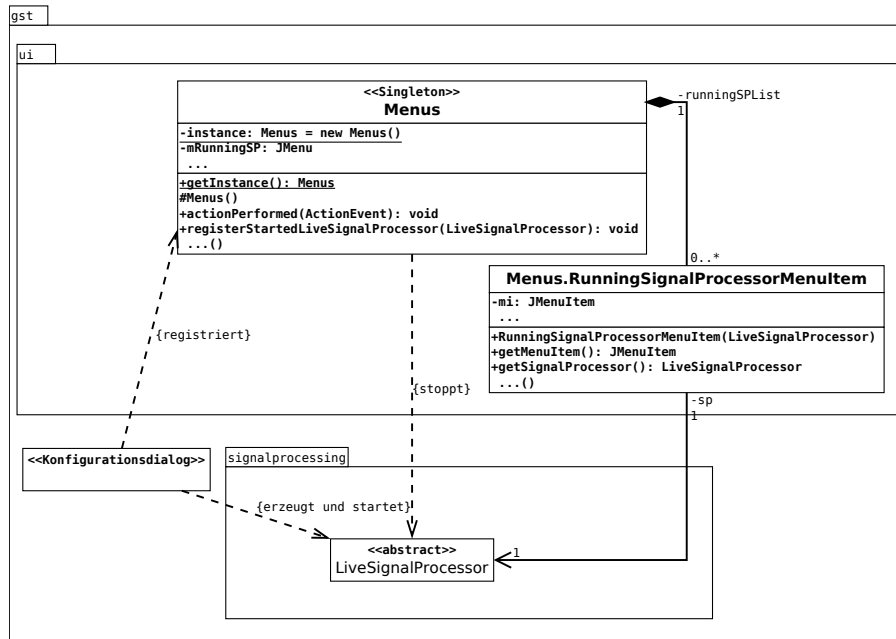 gst
ui
<<Singleton>>
Menus
-instance: Menus = new Menus()
-mRunningSP: JMenu
...
+getInstance(): Menus
#Menus()
+actionPerformed(ActionEvent): void
+registerStartedLiveSignalProcessor(LiveSignalProcessor): void
...()
-runningSPList
1
0..*
Menus.RunningSignalProcessorMenuItem
-mi: JMenuItem
...
+RunningSignalProcessorMenuItem(LiveSignalProcessor)
+getMenuItem(): JMenuItem
+getSignalProcessor(): LiveSignalProcessor
...()
{registriert}
{stoppt}
-sp
1
<<Konfigurationsdialog>>
signalprocessing
{erzeugt und startet}
<<abstract>>
LiveSignalProcessor
1